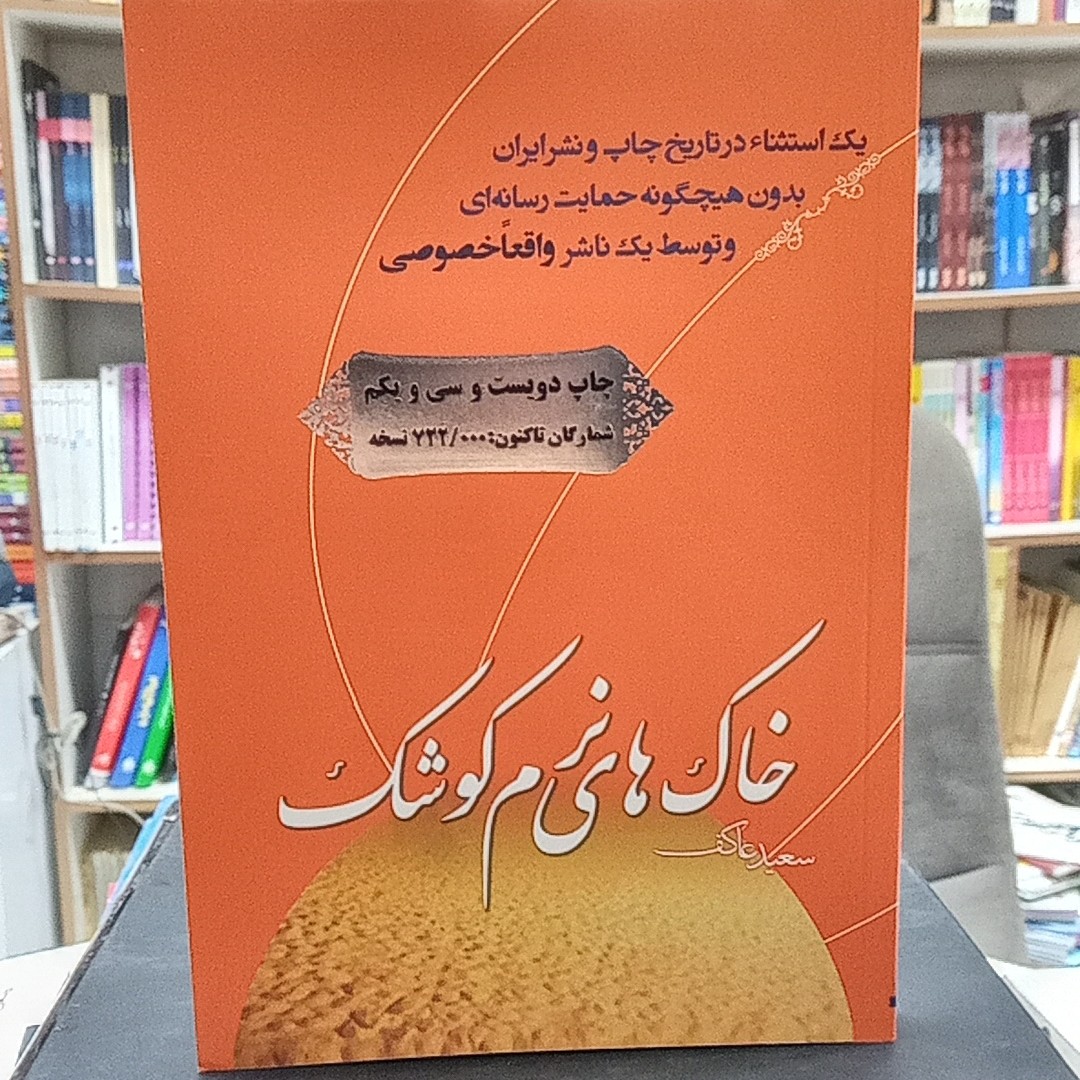 یک استثناء در تاریخ چاپ و نشر ایران
بدون هیچگونه حمایت رسانه‌ای
و توسط یک ناشر واقعاً خصوصی
چاپ دویست و سی و یکم
شمارگان تاکنون: ۷۲۲/۰۰۰ نسخه
خاک های نرم کوشک
سعید عاکف